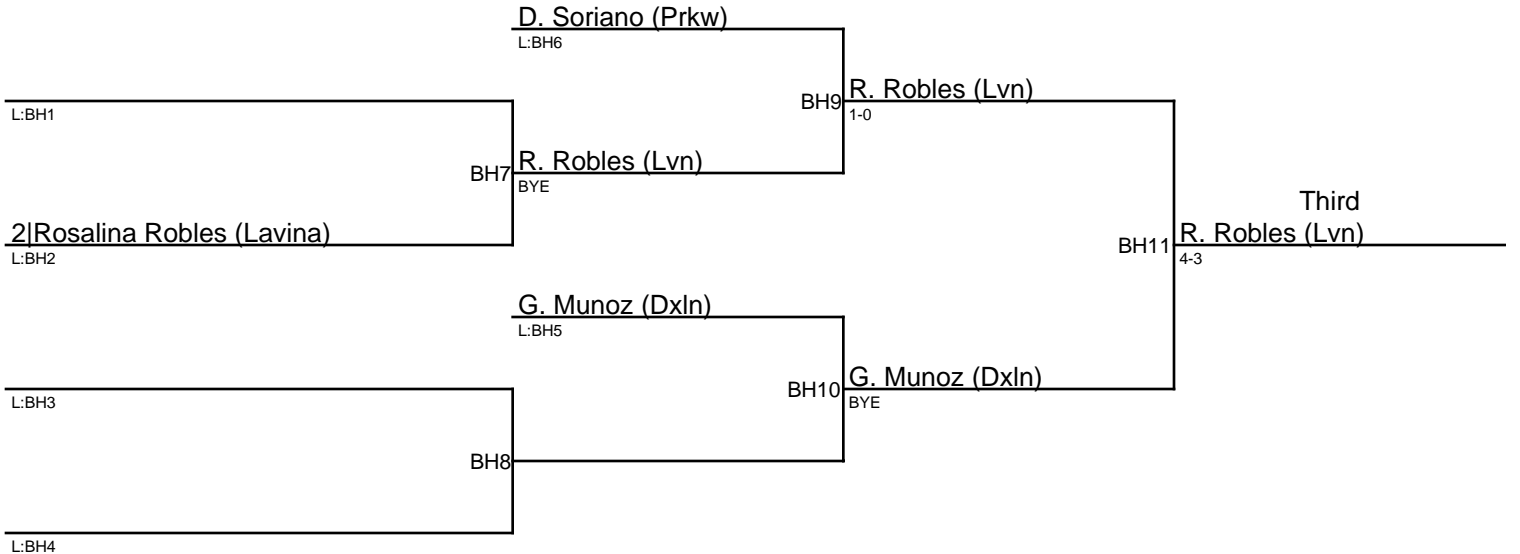 D. Soriano (Prkw)
L:BH6
BH9
R. Robles (Lvn)
1-0
L:BH1
BH7
R. Robles (Lvn)
BYE
2|Rosalina Robles (Lavina)
L:BH2
Third
BH11
R. Robles (Lvn)
4-3
G. Munoz (Dxln)
L:BH5
BH10
G. Munoz (Dxln)
BYE
L:BH3
BH8
L:BH4